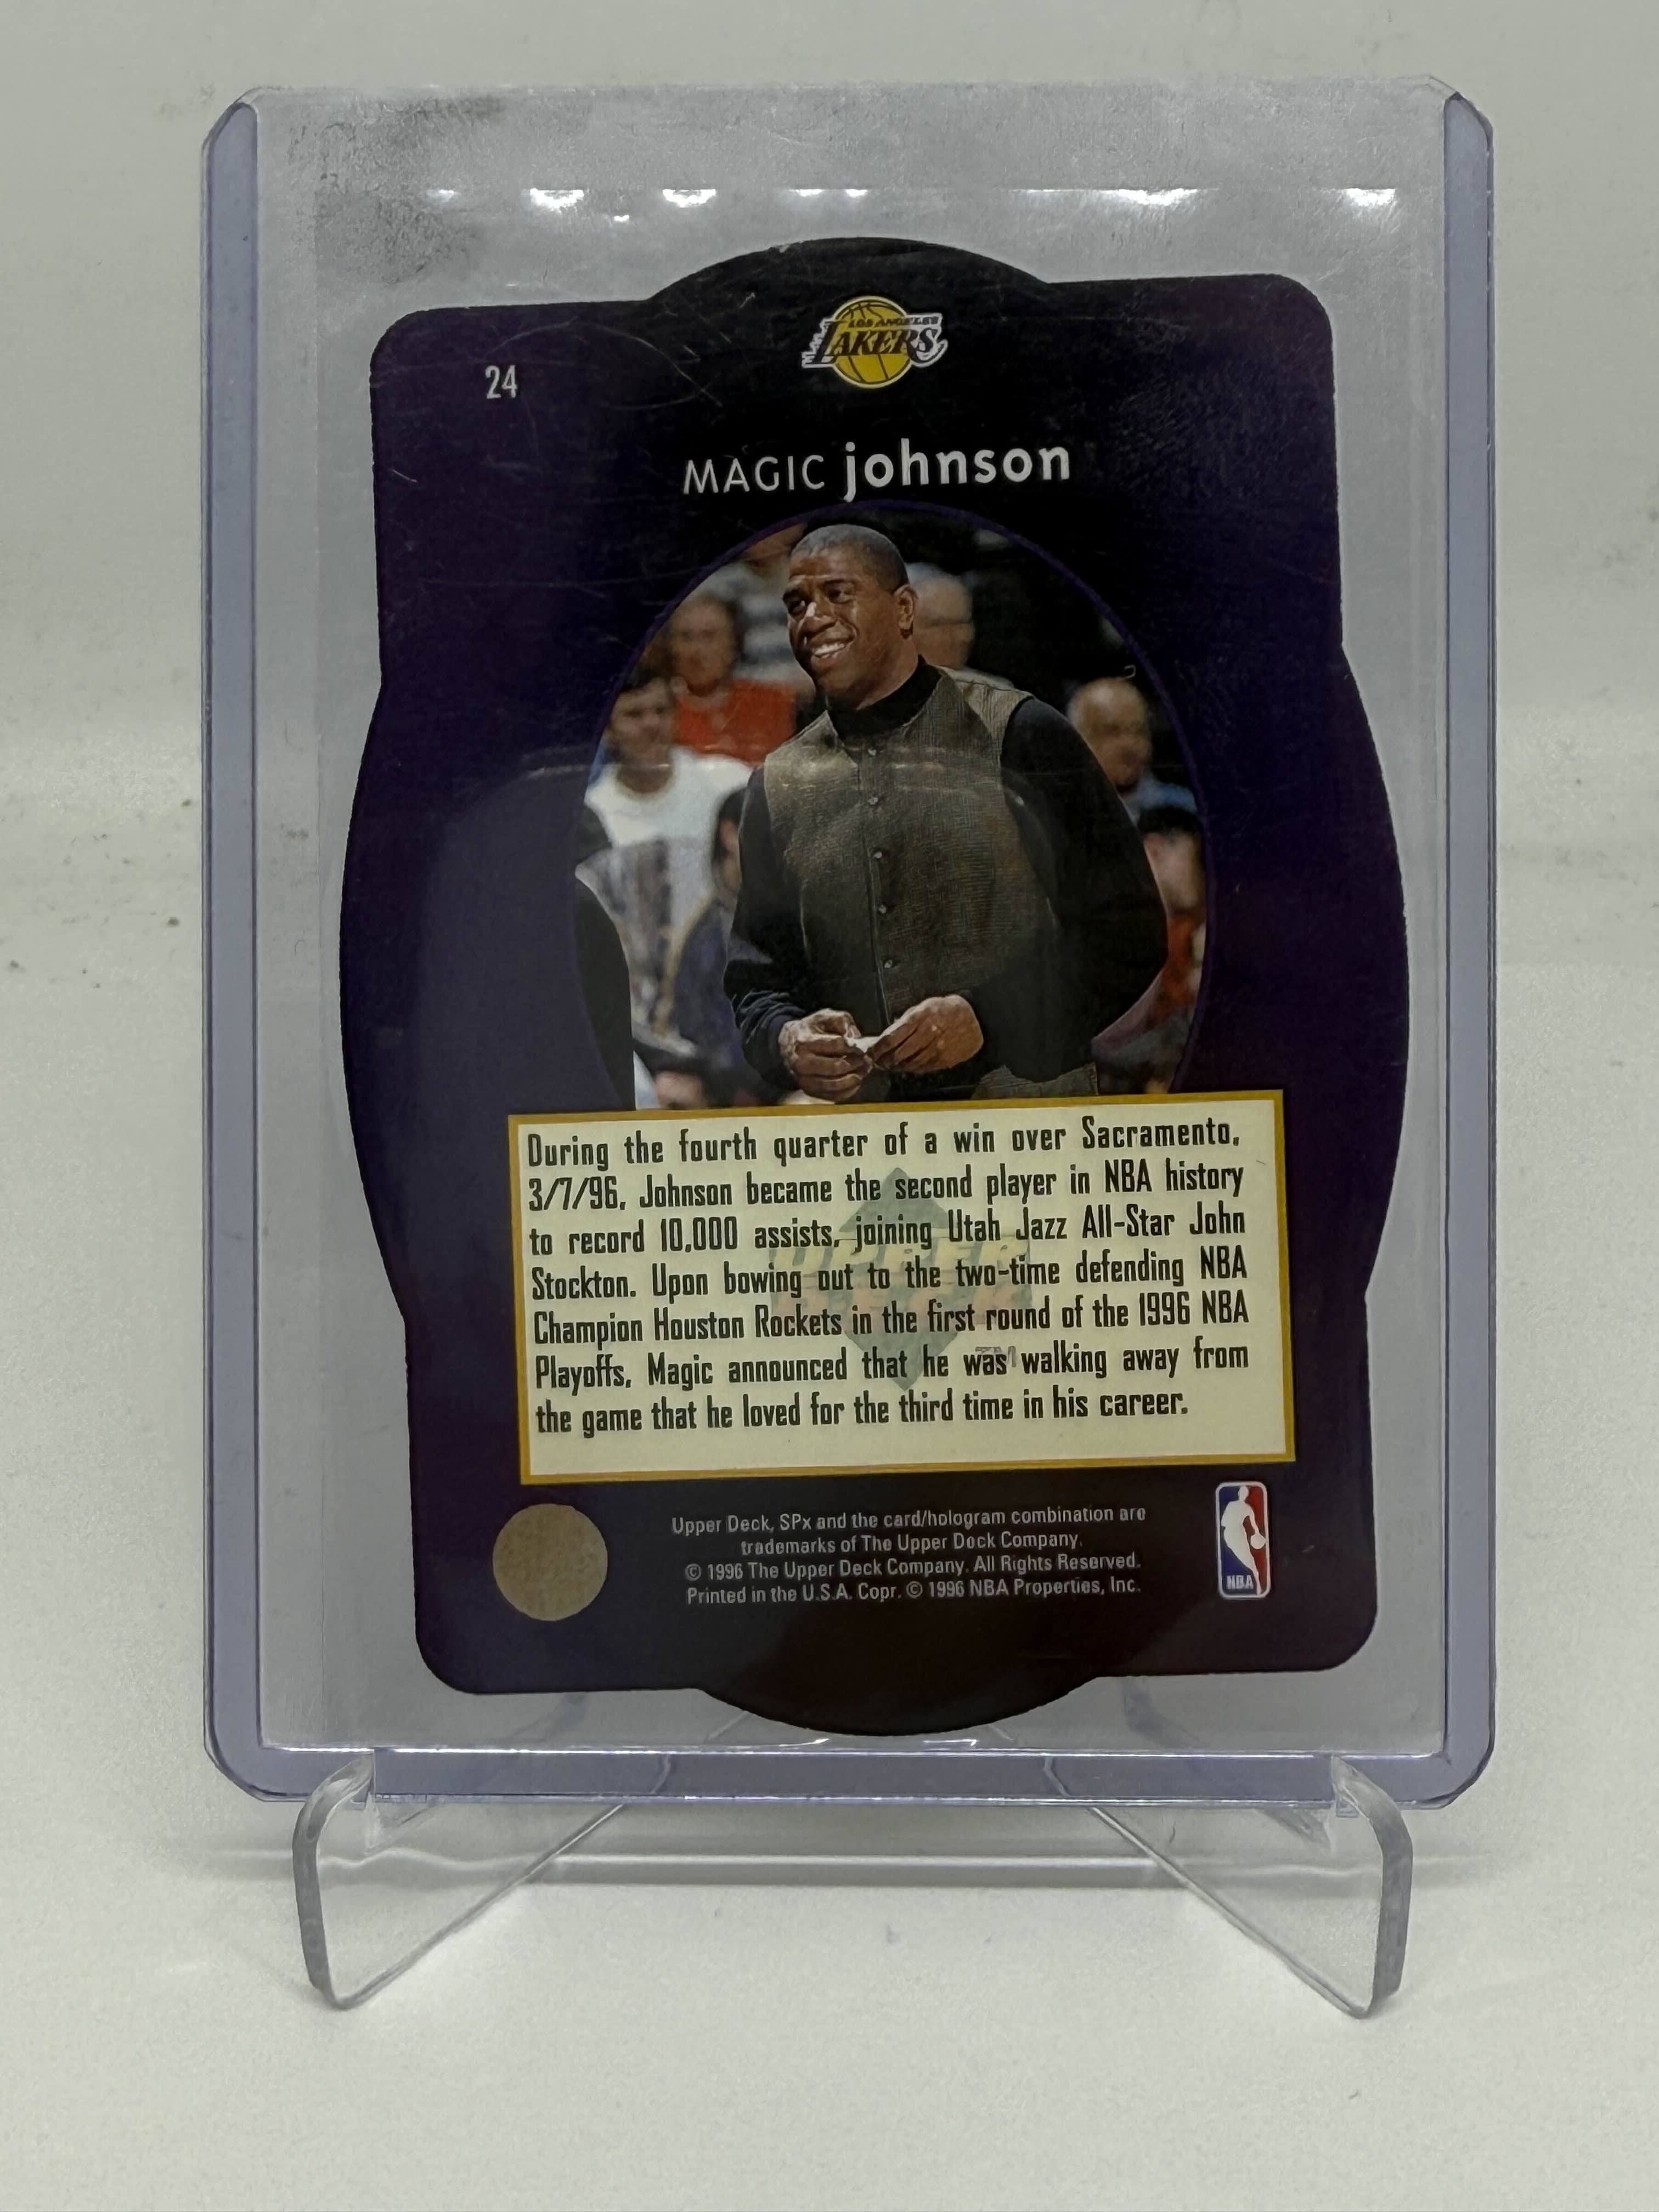 LOS ANGELES
LAKERS
24
MAGIC johnson
During the fourth quarter of a win over Sacramento,
3/7/96, Johnson became the second player in NBA history
to record 10,000 assists, joining Utah Jazz All-Star John
Stockton. Upon bowing out to the two-time defending NBA
Champion Houston Rockets in the first round of the 1996 NBA
Playoffs, Magic announced that he was walking away from
the game that he loved for the third time in his career.
UPPER
DECK
TM
Upper Deck, SPx and the card/hologram combination are
trademarks of The Upper Deck Company.
© 1996 The Upper Deck Company. All Rights Reserved.
Printed in the U.S.A. Copr. © 1996 NBA Properties, Inc.
NBA